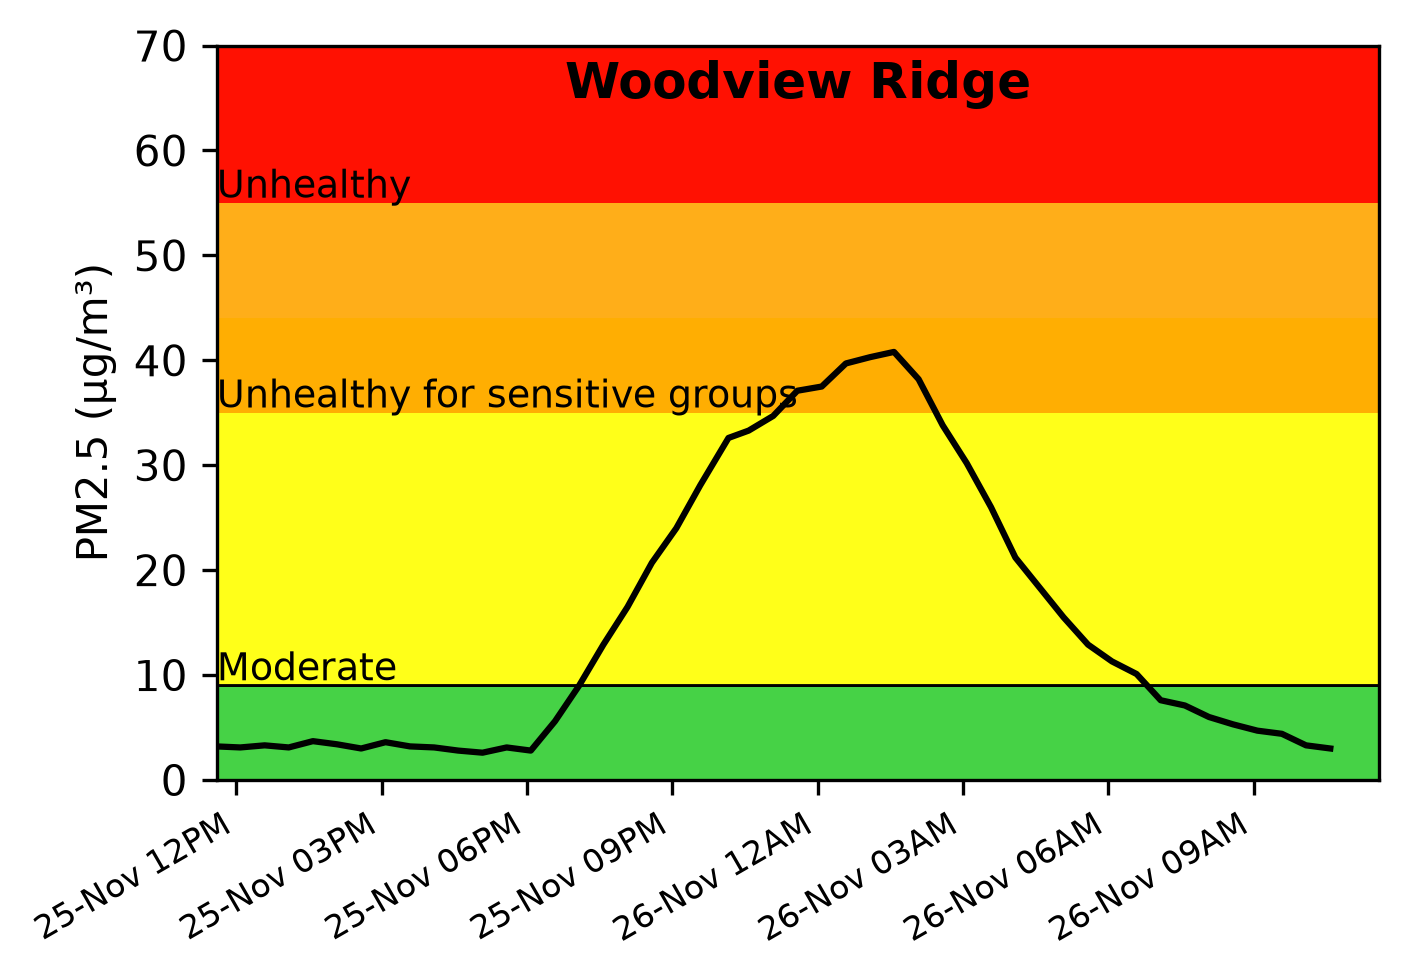 Woodview Ridge
PM2.5 (µg/m³)
70
60
50
40
30
20
10
0
Unhealthy
Unhealthy for sensitive groups
Moderate
25-Nov 12PM
25-Nov 03PM
25-Nov 06PM
25-Nov 09PM
26-Nov 12AM
26-Nov 03AM
26-Nov 06AM
26-Nov 09AM